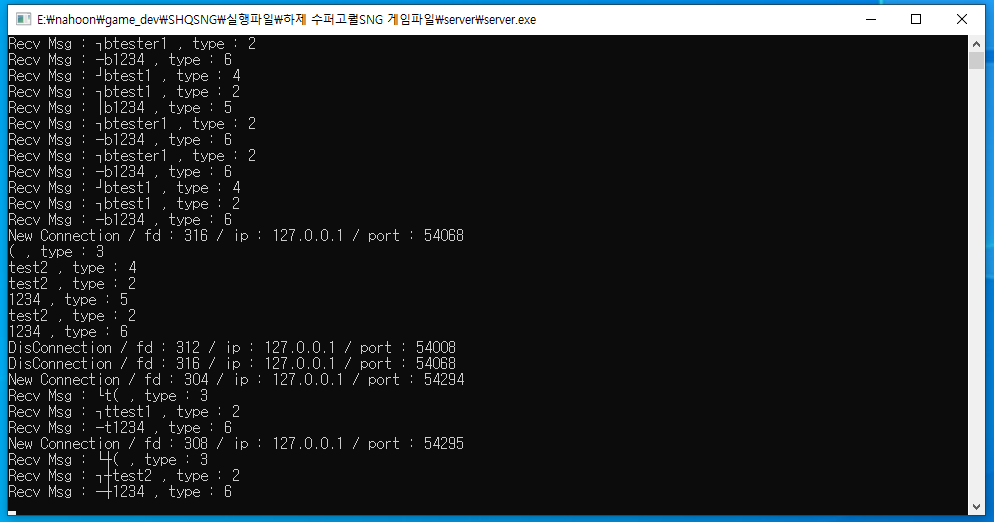 E:₩nahoon₩game_dev₩SHQSNG₩실행파일₩하제 수퍼고퀄SNG 게임파일₩server₩server.exe
Recv Msg : ┐btester1 , type : 2
Recv Msg : ─b1234 , type : 6
Recv Msg : ┘btest1 , type : 4
Recv Msg : ┐btest1 , type : 2
Recv Msg : │b1234 , type : 5
Recv Msg : ┐btester1 , type : 2
Recv Msg : ─b1234 , type : 6
Recv Msg : ┐btester1 , type : 2
Recv Msg : ─b1234 , type : 6
Recv Msg : ┘btest1 , type : 4
Recv Msg : ┐btest1 , type : 2
Recv Msg : ─b1234 , type : 6
New Connection / fd : 316 / ip : 127.0.0.1 / port : 54068
( , type : 3
test2 , type : 4
test2 , type : 2
1234 , type : 5
test2 , type : 2
1234 , type : 6
DisConnection / fd : 312 / ip : 127.0.0.1 / port : 54008
DisConnection / fd : 316 / ip : 127.0.0.1 / port : 54068
New Connection / fd : 304 / ip : 127.0.0.1 / port : 54294
Recv Msg : └t( , type : 3
Recv Msg : ┐ttest1 , type : 2
Recv Msg : ─t1234 , type : 6
New Connection / fd : 308 / ip : 127.0.0.1 / port : 54295
Recv Msg : └┼( , type : 3
Recv Msg : ┐┼test2 , type : 2
Recv Msg : ─┼1234 , type : 6